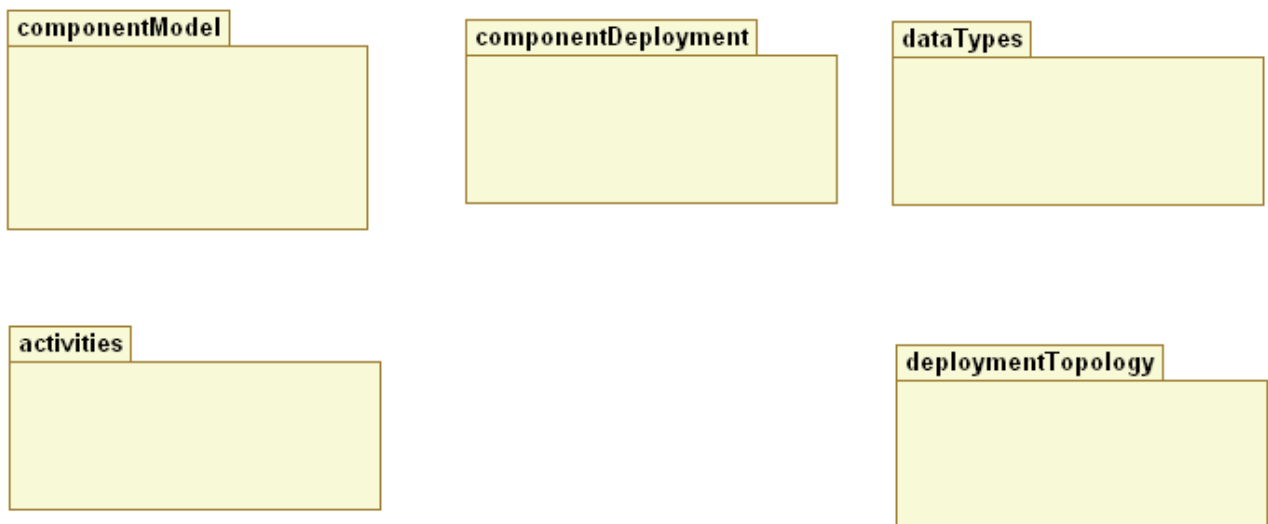 componentModel
componentDeployment
dataTypes
activities
deploymentTopology